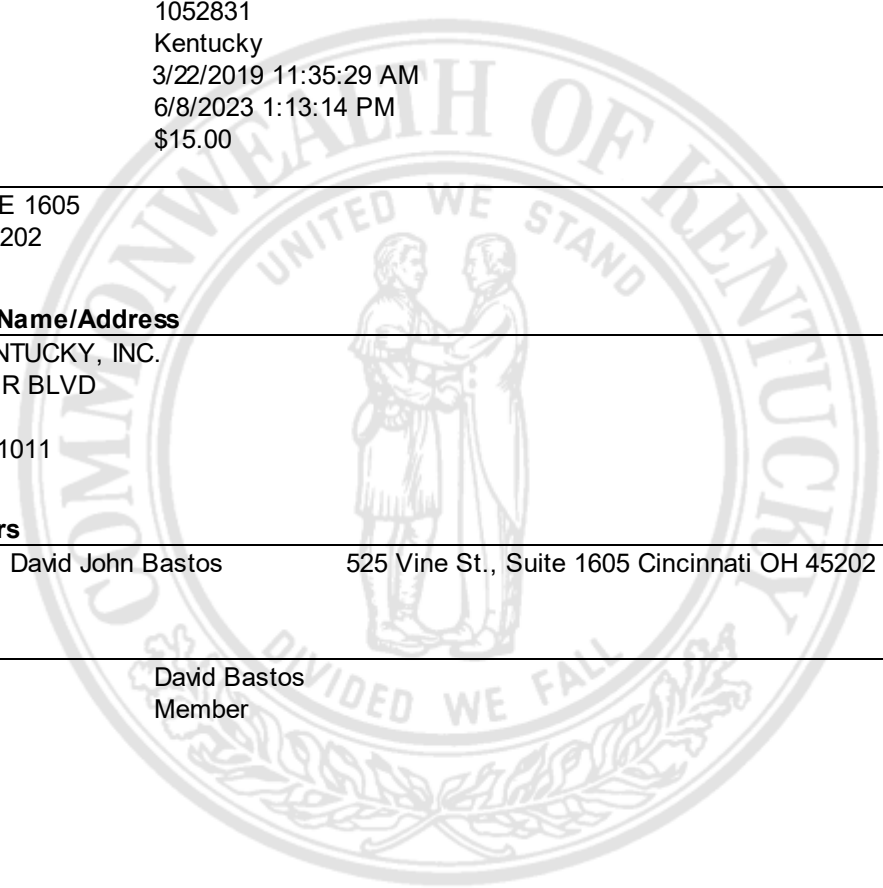 1052831
Kentucky
3/22/2019 11:35:29 AM
6/8/2023 1:13:14 PM
$15.00
E 1605
202
Name/Address
NTUCKY, INC.
R BLVD
1011
rs
David John Bastos 525 Vine St., Suite 1605 Cincinnati OH 45202
David Bastos
Member
COMMONWEALTH OF KENTUCKY
UNITED WE STAND
DIVIDED WE FALL